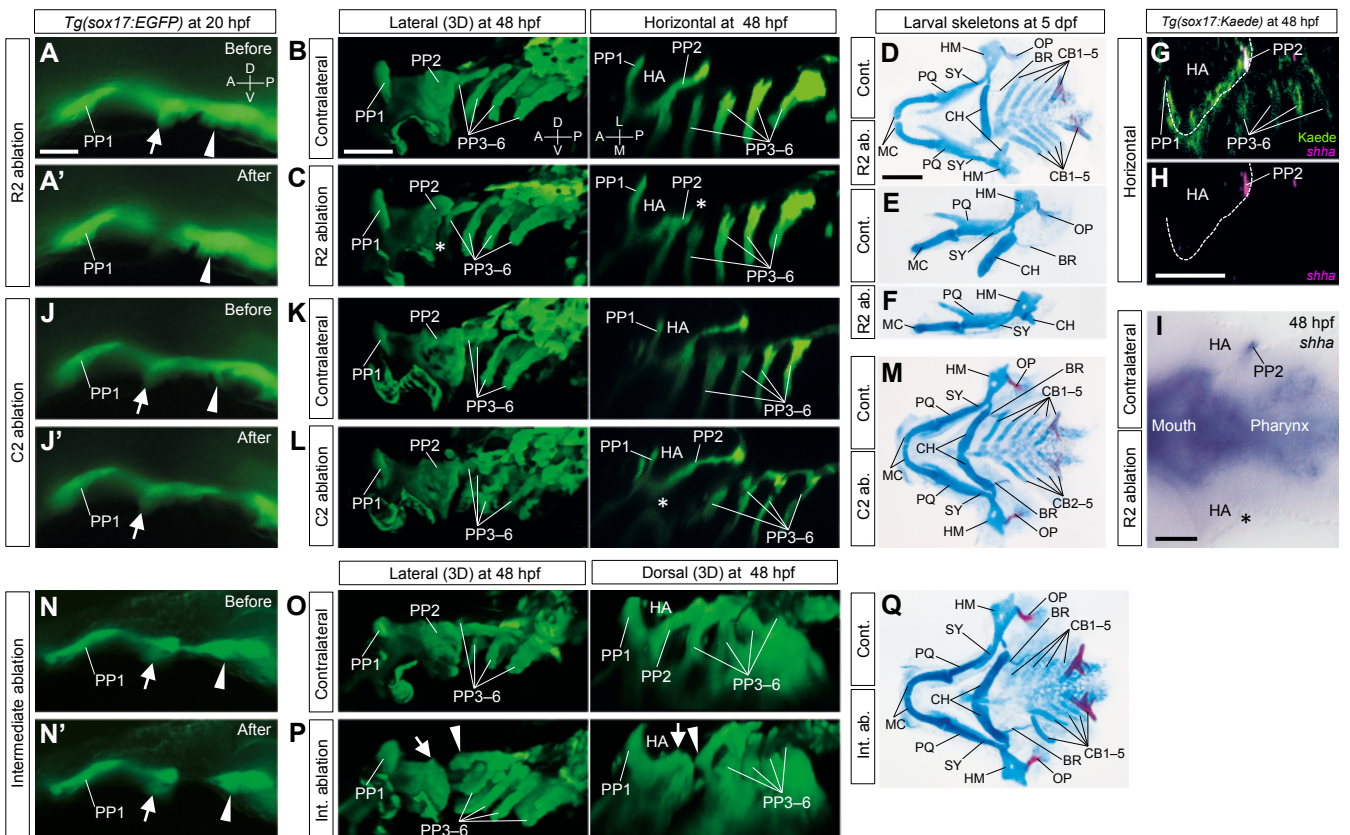 Tg(sox17:EGFP) at 20 hpf
Lateral (3D) at 48 hpf
Horizontal at 48 hpf
Larval skeletons at 5 dpf
Tg(sox17:Kaede) at 48 hpf
R2 ablation
A
Before
D
A P
V
PP1
A'
After
PP1
Contralateral
B
PP2
PP1
PP3–6
D
A P
V
PP1
HA
PP2
L
A P
M
PP3–6
R2 ablation
C
PP2
PP1
*
PP3–6
PP1
HA
PP2
*
PP3–6
Cont.
R2 ab.
D
HM
OP
BR
CB1–5
SY
PQ
CH
MC
PQ
SY
HM
CB1–5
Cont.
E
PQ
HM
OP
SY
BR
MC
CH
R2 ab.
F
PQ
HM
MC
SY
CH
Horizontal
G
HA
PP2
PP1
PP3–6
Kaede
shha
H
HA
PP2
shha
Contralateral
R2 ablation
I
48 hpf
shha
HA
PP2
Mouth
Pharynx
HA
*
C2 ablation
J
Before
PP1
J'
After
PP1
Contralateral
K
PP2
PP1
PP3–6
PP1
HA
PP3–6
C2 ablation
L
PP2
PP1
PP3–6
PP1
HA
PP2
*
PP3–6
Cont.
C2 ab.
M
HM
OP
BR
SY
CB1–5
PQ
CH
MC
PQ
SY
HM
BR
OP
CB2–5
Lateral (3D) at 48 hpf
Dorsal (3D) at 48 hpf
Intermediate ablation
N
Before
PP1
N'
After
PP1
Contralateral
O
PP2
PP1
PP3–6
HA
PP1
PP2
PP3–6
Int. ablation
P
PP1
PP3–6
HA
PP1
PP3–6
Cont.
Int. ab.
Q
HM
OP
BR
SY
CB1–5
PQ
CH
MC
PQ
SY
HM
BR
OP
CB1–5